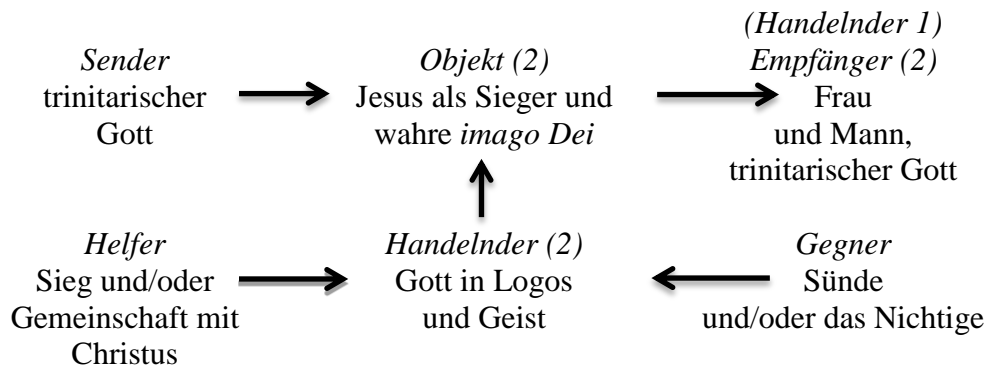 (Handelnder 1)
Sender
Objekt (2)
Empfänger (2)
trinitarischer
Gott
Jesus als Sieger und
wahre imago Dei
Frau
und Mann,
trinitarischer Gott
Helfer
Sieg und/oder
Gemeinschaft mit
Christus
Handelnder (2)
Gott in Logos
und Geist
Gegner
Sünde
und/oder das Nichtige